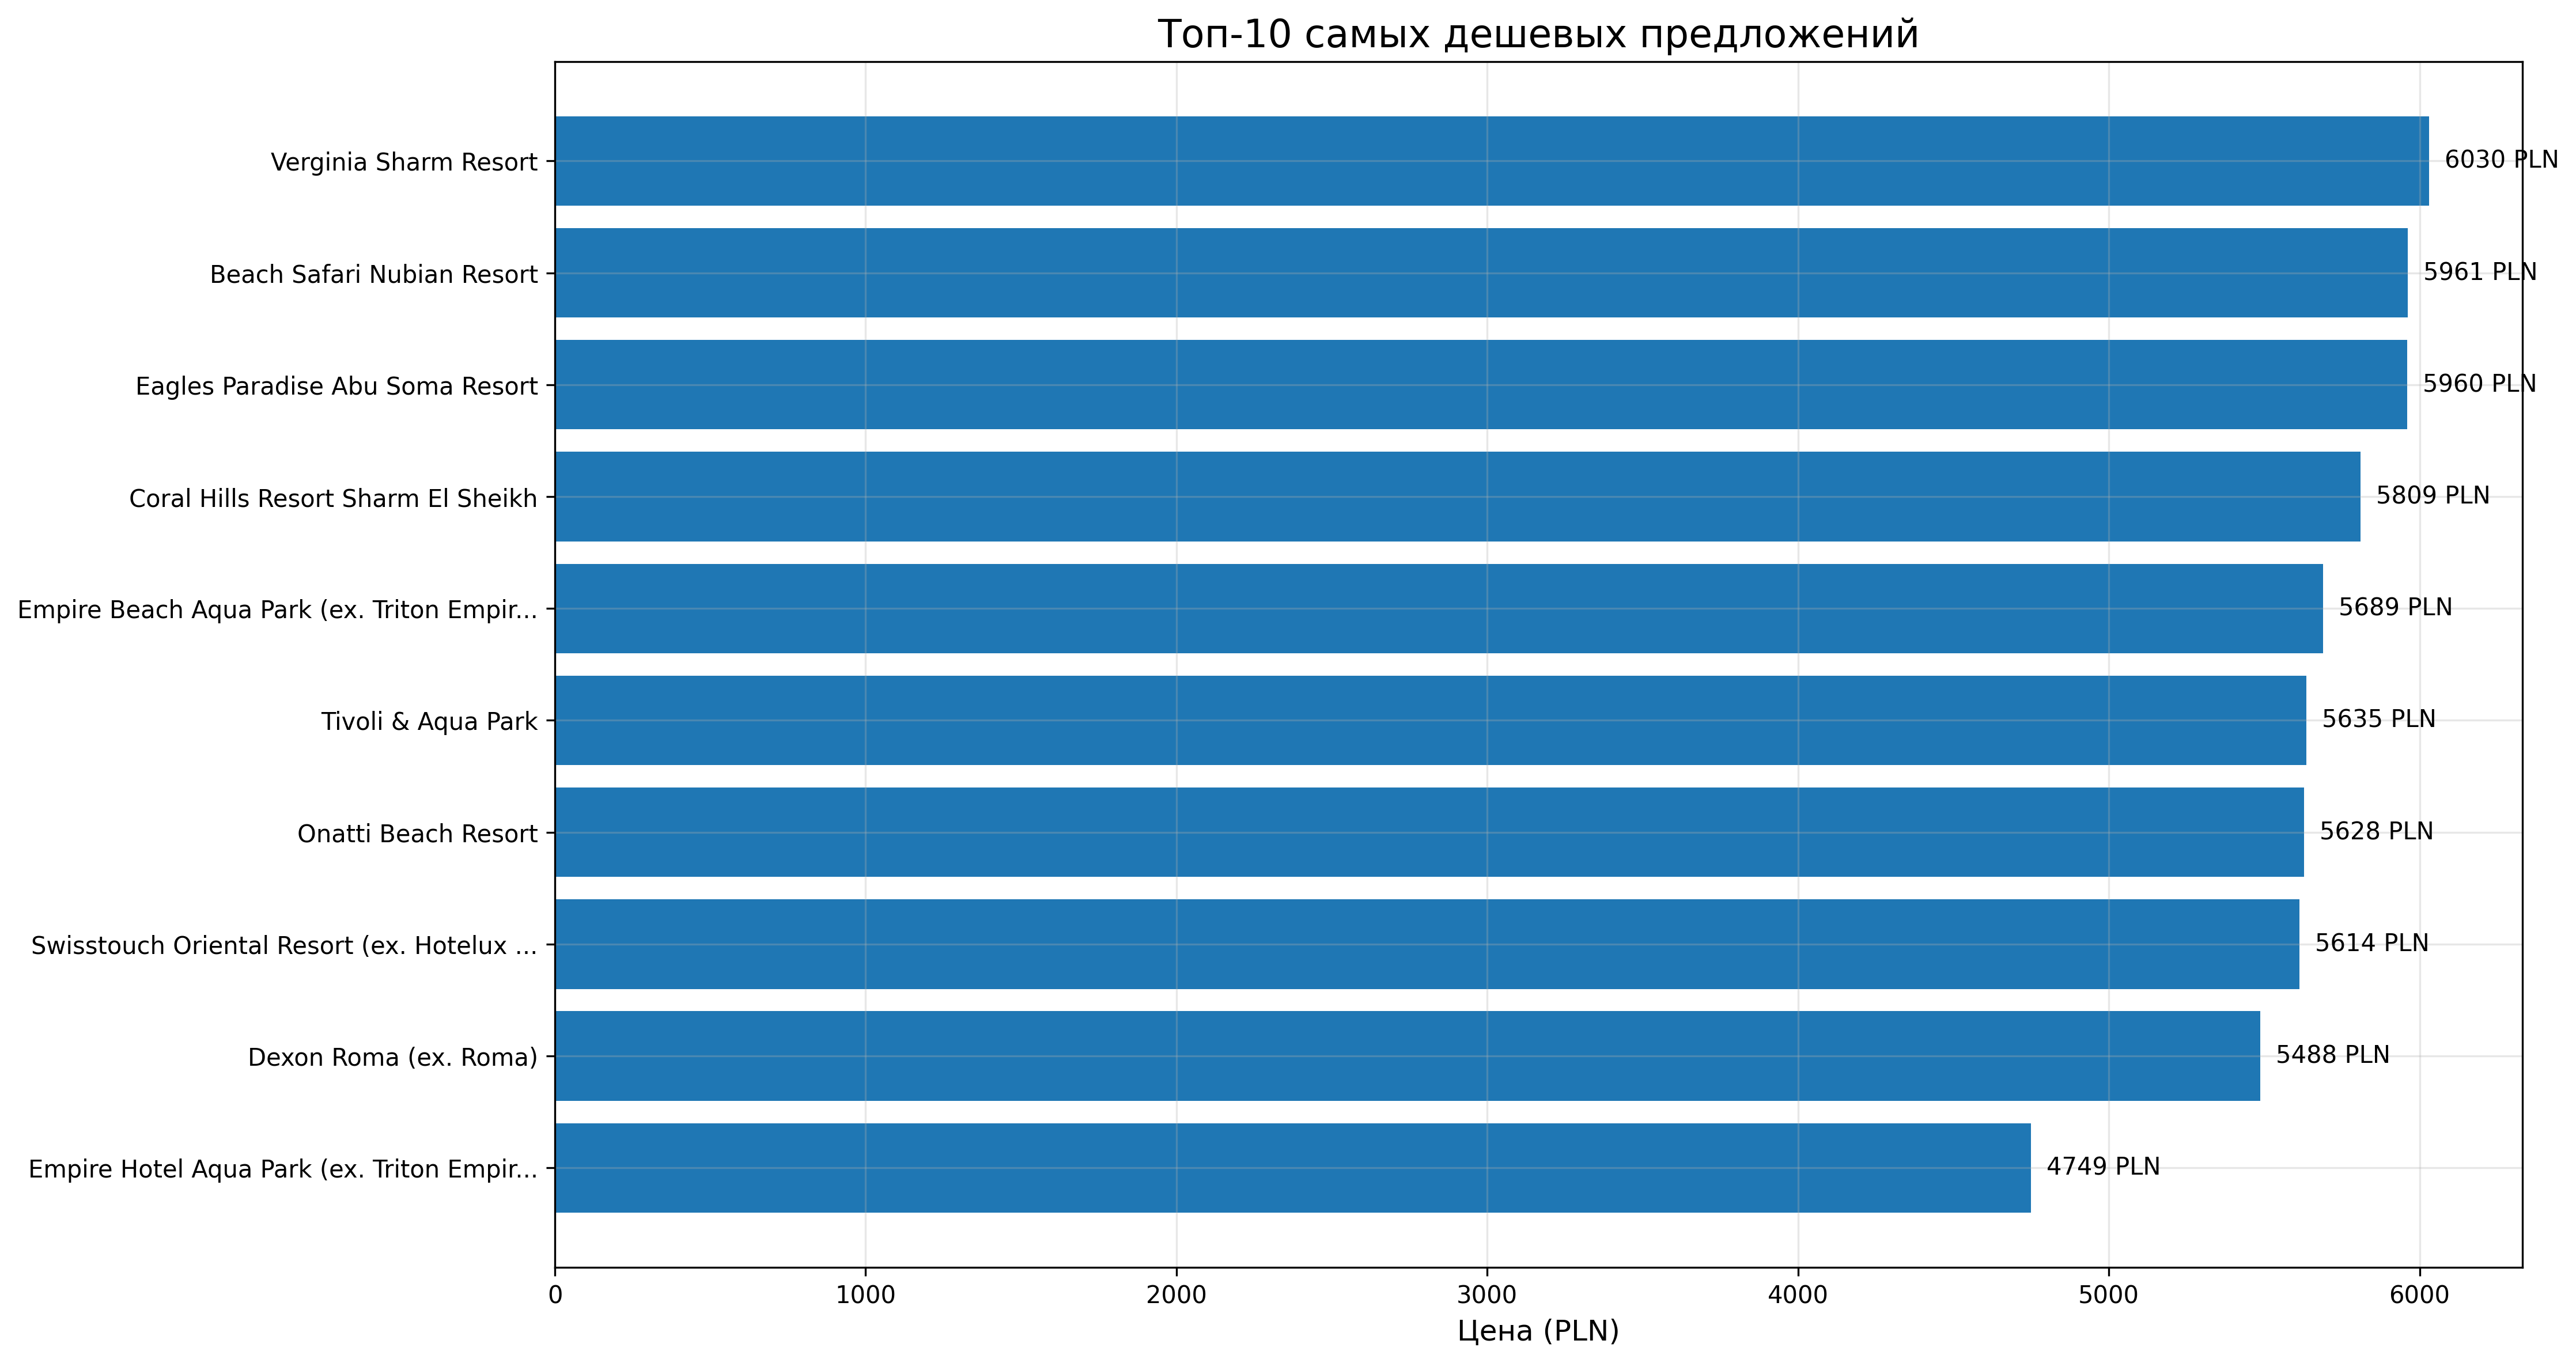 Топ-10 самых дешевых предложений
Verginia Sharm Resort
6030 PLN
Beach Safari Nubian Resort
5961 PLN
Eagles Paradise Abu Soma Resort
5960 PLN
Coral Hills Resort Sharm El Sheikh
5809 PLN
Empire Beach Aqua Park (ex. Triton Empir...
5689 PLN
Tivoli & Aqua Park
5635 PLN
Onatti Beach Resort
5628 PLN
Swisstouch Oriental Resort (ex. Hotelux ...
5614 PLN
Dexon Roma (ex. Roma)
5488 PLN
Empire Hotel Aqua Park (ex. Triton Empir...
4749 PLN
0 1000 2000 3000 4000 5000 6000
Цена (PLN)